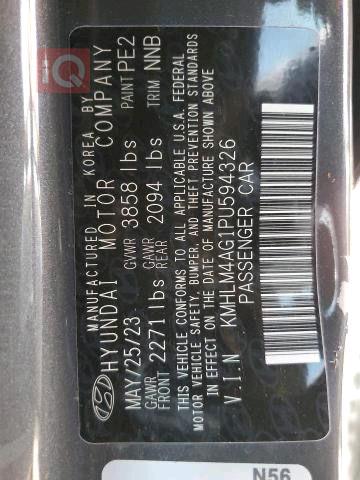 MANUFACTURED IN KOREA BY
HYUNDAI MOTOR COMPANY
MAY/25/23 GVWR 3858 lbs PAINT PE2
GAWR FRONT 2271 lbs GAWR REAR 2094 lbs TRIM NNB
THIS VEHICLE CONFORMS TO ALL APPLICABLE U.S.A. FEDERAL
MOTOR VEHICLE SAFETY, BUMPER, AND THEFT PREVENTION STANDARDS
IN EFFECT ON THE DATE OF MANUFACTURE SHOWN ABOVE
V.I.N KMHLM4AG1PU594326
PASSENGER CAR
N56
Q